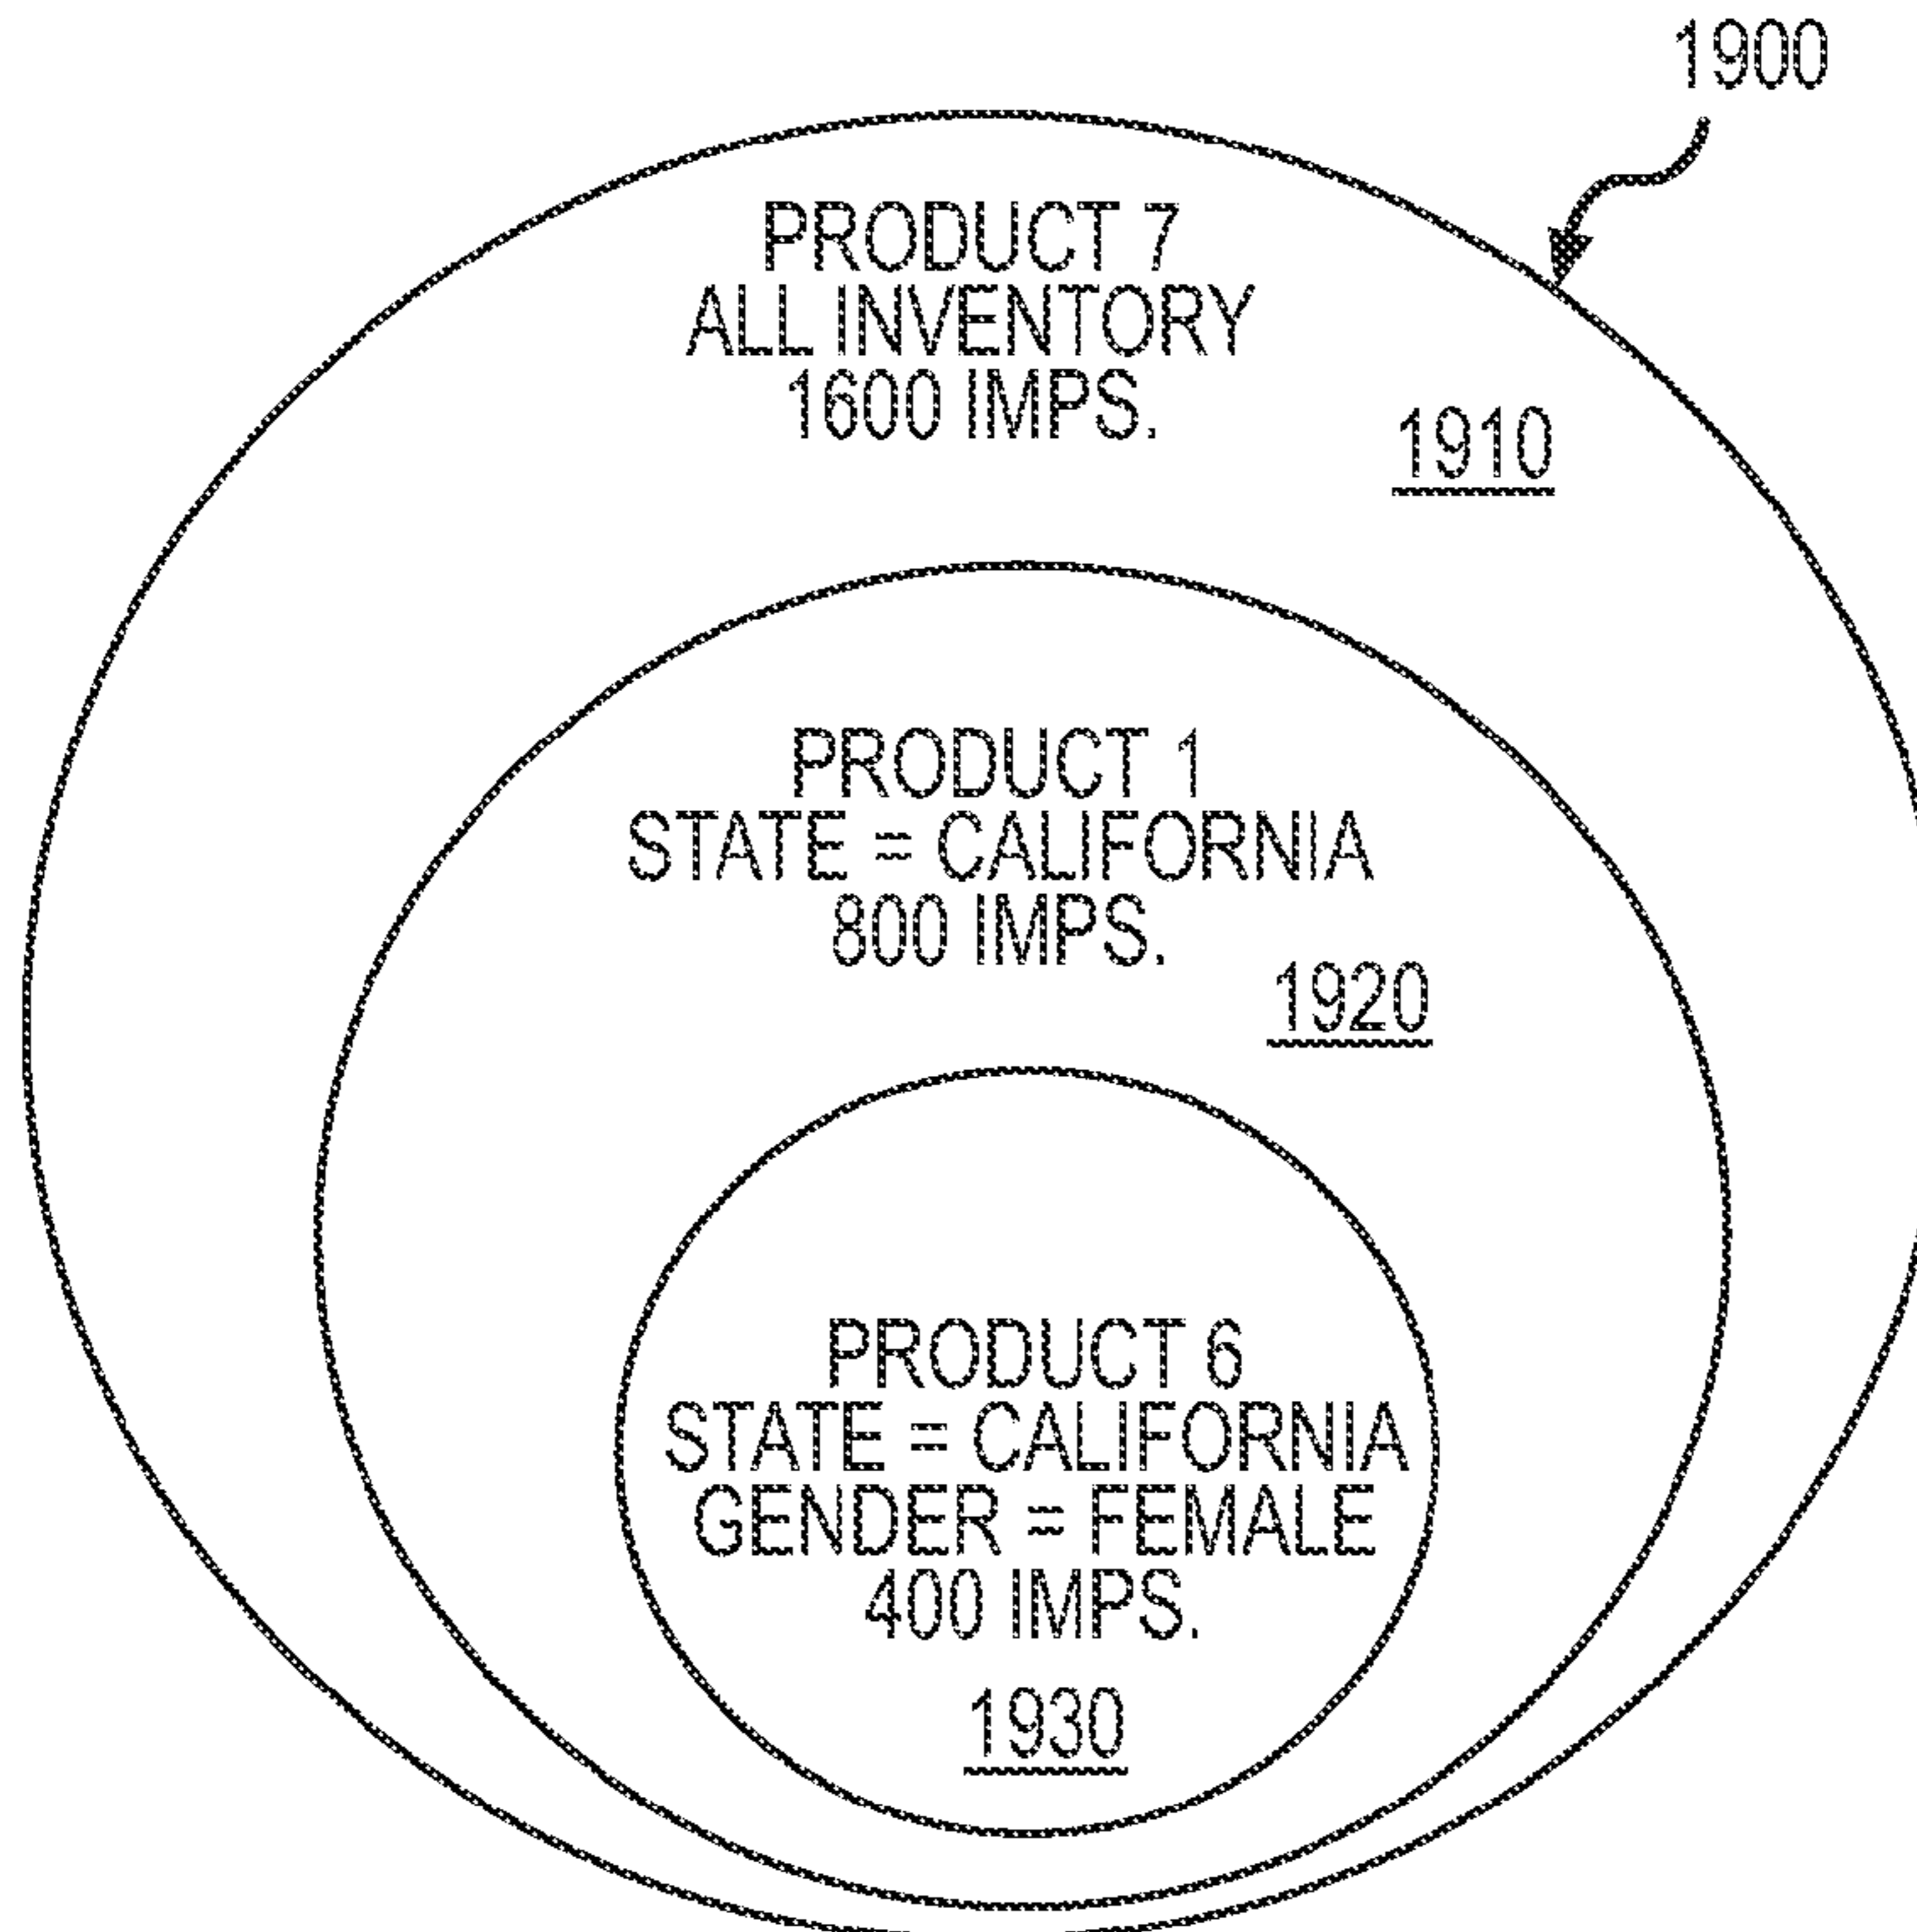 1900
PRODUCT 7
ALL INVENTORY
1600 IMPS.
1910
PRODUCT 1
STATE = CALIFORNIA
800 IMPS.
1920
PRODUCT 6
STATE = CALIFORNIA
GENDER = FEMALE
400 IMPS.
1930